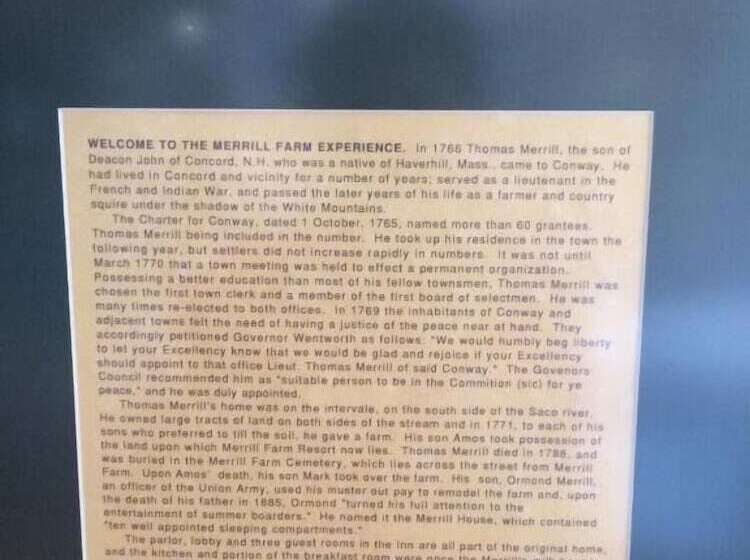 WELCOME TO THE MERRILL FARM EXPERIENCE. In 1766 Thomas Merrill, the son of
Deacon John of Concord, N.H. who was a native of Haverhill, Mass., came to Conway. He
had lived in Concord and vicinity for a number of years; served as a lieutenant in the
French and Indian War, and passed the later years of his life as a farmer and country
squire under the shadow of the White Mountains.
The Charter for Conway, dated 1 October, 1765, named more than 60 grantees,
Thomas Merrill being included in the number. He took up his residence in the town the
following year, but settlers did not increase rapidly in numbers. It was not until
March 1770 that a town meeting was held to effect a permanent organization.
Possessing a better education than most of his fellow townsmen, Thomas Merrill was
chosen the first town clerk and a member of the first board of selectmen. He was
many times re-elected to both offices. In 1769 the inhabitants of Conway and
adjacent towns felt the need of having a justice of the peace near at hand. They
accordingly petitioned Governor Wentworth as follows: "We would humbly beg liberty
to let your Excellency know that we would be glad and rejoice if your Excellency
should appoint to that office Lieut. Thomas Merrill of said Conway." The Govenors
Council recommended him as "suitable person to be in the Commition (sic) for ye
peace," and he was duly appointed.
Thomas Merrill's home was on the intervale, on the south side of the Saco river.
He owned large tracts of land on both sides of the stream and in 1771, to each of his
sons who preferred to till the soil, he gave a farm. His son Amos took possession of
the land upon which Merrill Farm Resort now lies. Thomas Merrill died in 1788, and
was buried in the Merrill Farm Cemetery, which lies across the street from Merrill
Farm. Upon Amos' death, his son Mark took over the farm. His son, Ormond Merrill,
an officer of the Union Army, used his muster out pay to remodel the farm and, upon
the death of his father in 1885, Ormond "turned his full attention to the
entertainment of summer boarders." He named it the Merrill House, which contained
"ten well appointed sleeping compartments."
The parlor, lobby and three guest rooms in the Inn are all part of the original home,
and the kitchen and portion of the breakfast room were once the Merrill's